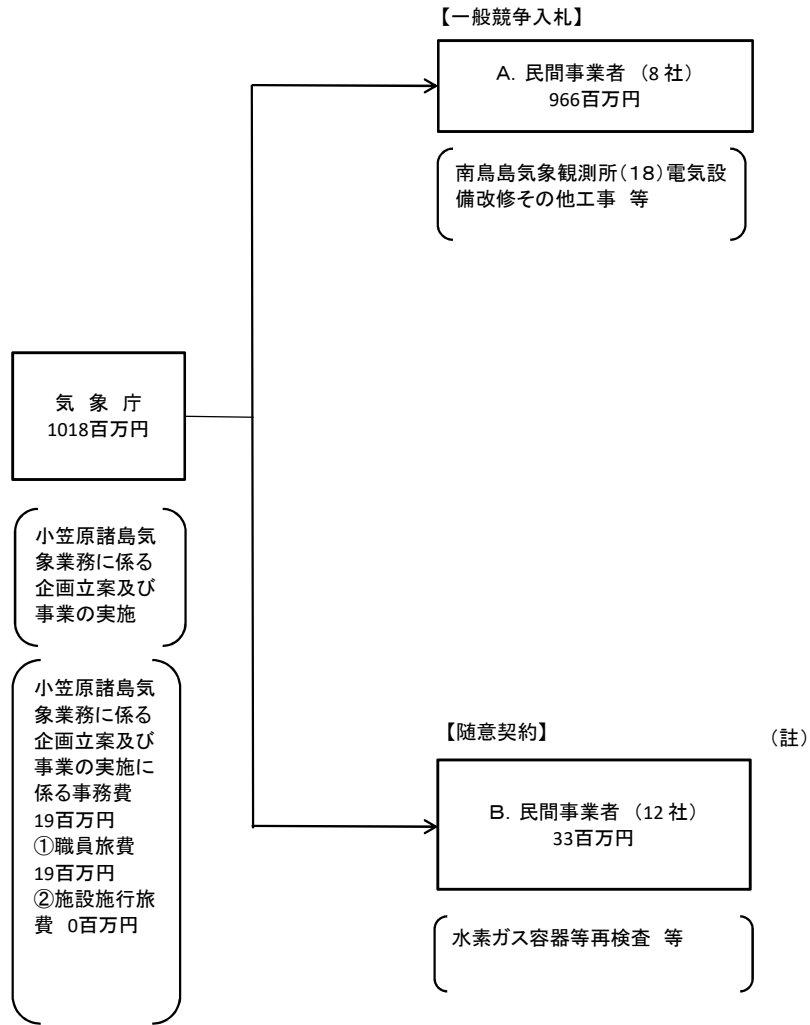 【一般競争入札】
A. 民間事業者 （8 社）
966百万円
南鳥島気象観測所(18)電気設
備改修その他工事 等
気 象 庁
1018百万円
小笠原諸島気
象業務に係る
企画立案及び
事業の実施
小笠原諸島気
象業務に係る
企画立案及び
事業の実施に
係る事務費
19百万円
①職員旅費
19百万円
②施設施行旅
費 0百万円
【随意契約】
（註）
B. 民間事業者 （12 社）
33百万円
水素ガス容器等再検査 等